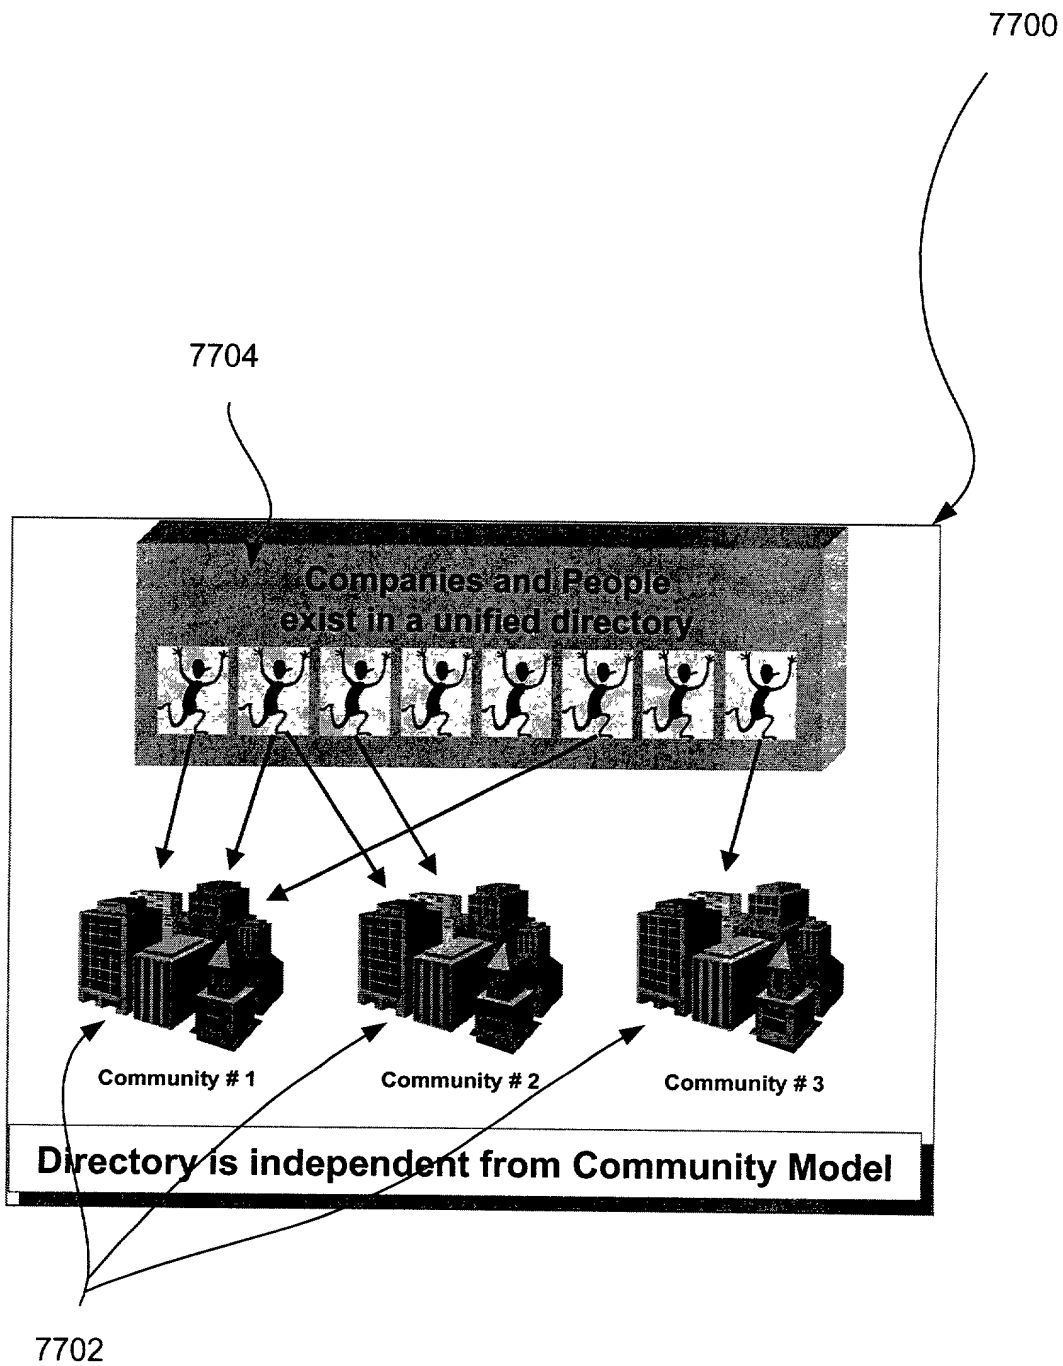 7700
7704
Companies and People
exist in a unified directory
Community # 1
Community # 2
Community # 3
Directory is independent from Community Model
7702